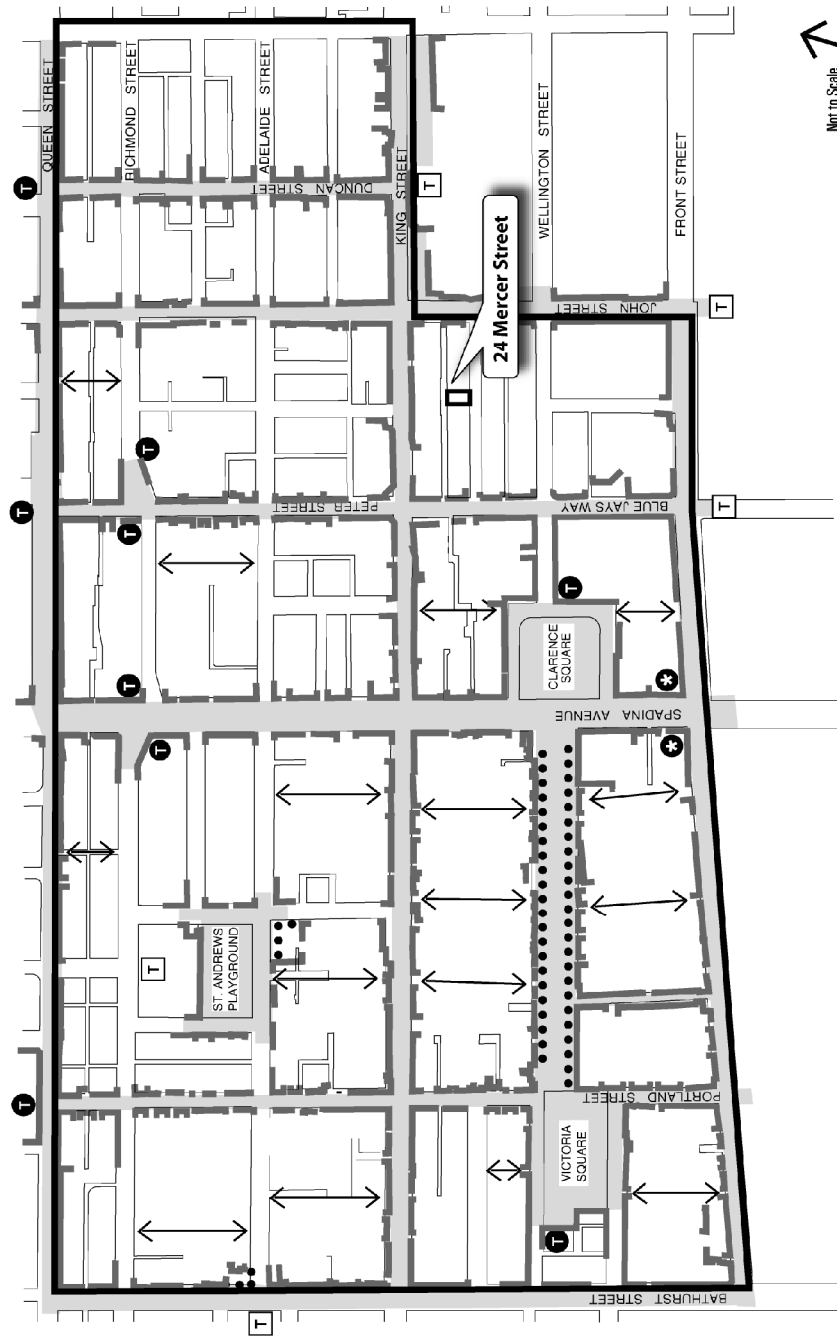 QUEEN STREET
RICHMOND STREET
ADELAIDE STREET
DUNCAN STREET
KING STREET
WELLINGTON STREET
FRONT STREET
Not to Scale
T
T
24 Mercer Street
JOHN STREET
T
T
T
PETER STREET
BLUE JAYS WAY
T
T
T
CLARENCE
SQUARE
T
*
SPADINA AVENUE
T
*
ST. ANDREWS
PLAYGROUND
T
T
PORTLAND STREET
VICTORIA
SQUARE
T
BATHURST STREET
T